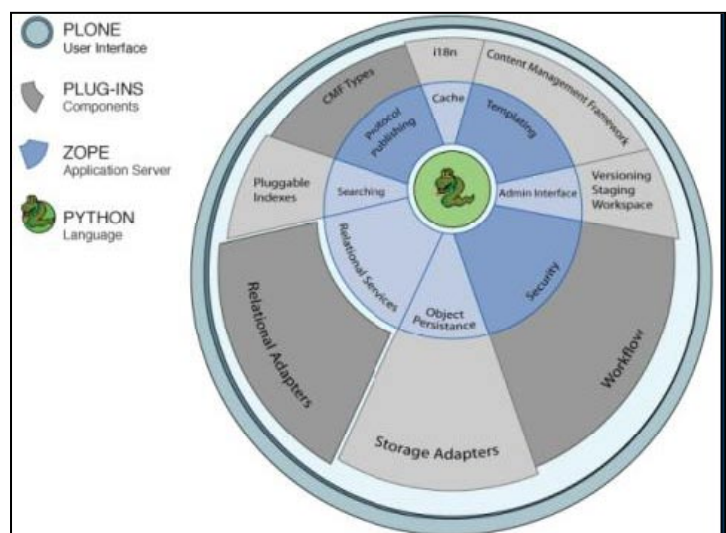 PLONE
User Interface
PLUG-INS
Components
ZOPE
Application Server
PYTHON
Language
i18n
Content Management Framework
CMF Types
Cache
Templating
Protocol
Publishing
Pluggable
Indexes
Searching
Admin Interface
Versioning
Staging
Workspace
Relational Services
Object
Persistance
Security
Relational Adapters
Storage Adapters
Workflow